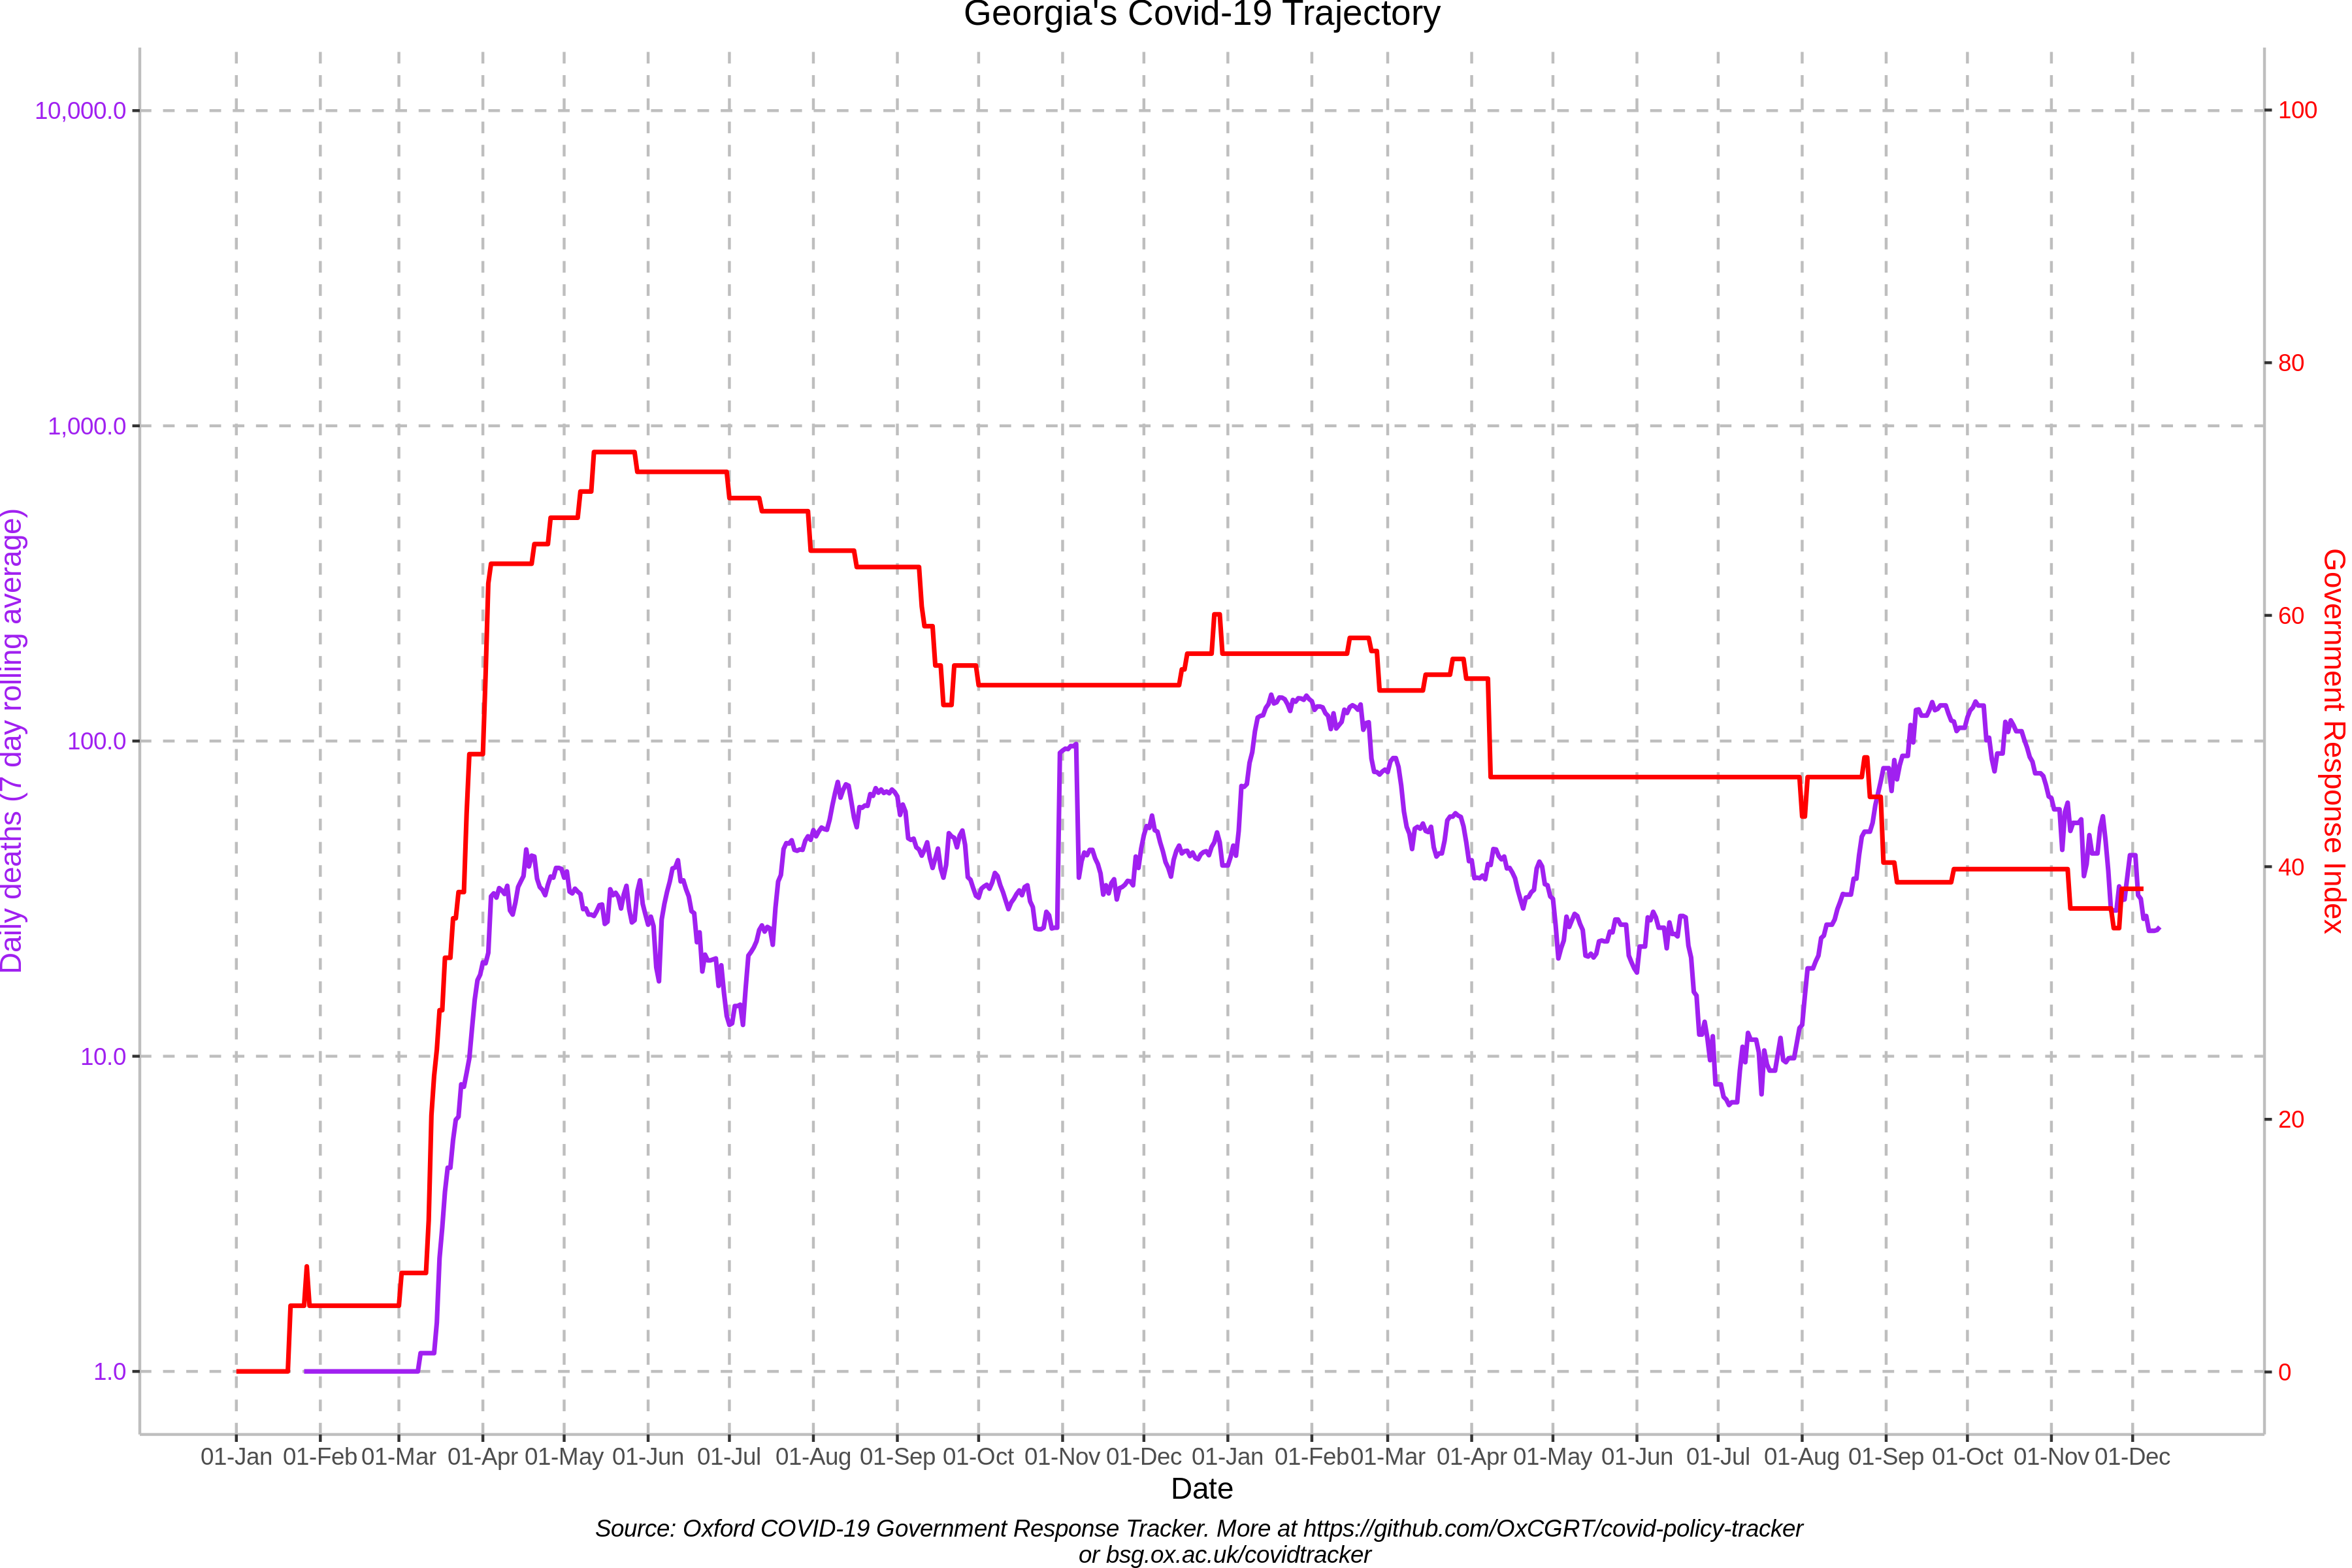 Georgia's Covid-19 Trajectory
Daily deaths (7 day rolling average)
10,000.0
1,000.0
100.0
10.0
1.0
100
80
60
40
20
0
Government Response Index
01-Jan 01-Feb 01-Mar 01-Apr 01-May 01-Jun 01-Jul 01-Aug 01-Sep 01-Oct 01-Nov 01-Dec 01-Jan 01-Feb 01-Mar 01-Apr 01-May 01-Jun 01-Jul 01-Aug 01-Sep 01-Oct 01-Nov 01-Dec
Date
Source: Oxford COVID-19 Government Response Tracker. More at https://github.com/OxCGRT/covid-policy-tracker
or bsg.ox.ac.uk/covidtracker